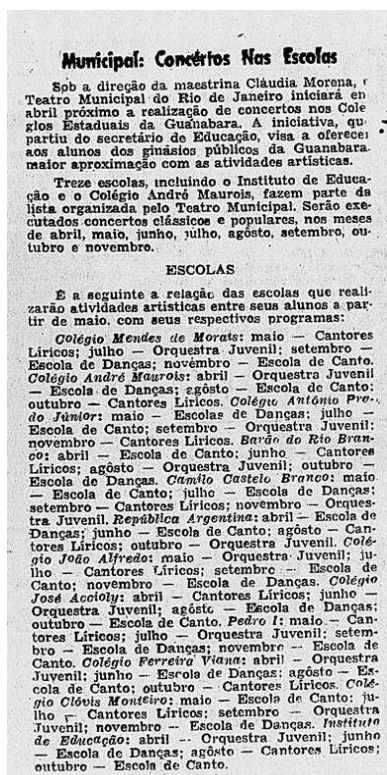 Municipal: Concertos Nas Escolas
Sob a direção da maestrina Cláudia Morena, o
Teatro Municipal do Rio de Janeiro iniciará em
abril próximo a realização de concertos nos Colé
gios Estaduais da Guanabara. A iniciativa, que
partiu do secretário de Educação, visa a oferecer
aos alunos dos ginásios públicos da Guanabara
maior aproximação com as atividades artísticas.
Treze escolas, incluindo o Instituto de Educa-
ção e o Colégio André Maurois, fazem parte da
lista organizada pelo Teatro Municipal. Serão exe-
cutados concertos clássicos e populares, nos meses
de abril, maio, junho, julho, agôsto, setembro, ou-
tubro e novembro.
ESCOLAS
É a seguinte a relação das escolas que reali-
zarão atividades artísticas entre seus alunos a par-
tir de maio, com seus respectivos programas:
Colégio Mendes de Morais: maio — Cantores
Líricos; julho — Orquestra Juvenil; setembro —
Escola de Danças; novembro — Escola de Canto.
Colégio André Maurois: abril — Orquestra Juvenil
— Escola de Danças; agôsto — Escola de Canto;
outubro — Cantores Líricos. Colégio Antônio Pra-
do Júnior: maio — Escolas de Danças; julho —
Escola de Canto; setembro — Orquestra Juvenil;
novembro — Cantores Líricos. Barão do Rio Bran-
co: abril — Escola de Canto; junho — Cantores
Líricos; agôsto — Orquestra Juvenil; outubro —
Escola de Danças. Camilo Castelo Branco: maio
— Escola de Canto; julho — Escola de Danças;
setembro — Cantores Líricos; novembro — Orques-
tra Juvenil. República Argentina: abril — Escola de
Danças; junho — Escola de Canto; agôsto — Can-
tores Líricos; outubro — Orquestra Juvenil. Colé-
gio João Alfredo: maio — Orquestra Juvenil; ju-
lho — Cantores Líricos; setembro — Escola de
Canto; novembro — Escola de Danças. Colégio
José Accioly: abril — Cantores Líricos; junho —
Orquestra Juvenil; agôsto — Escola de Danças;
outubro — Escola de Canto. Pedro I: maio — Can-
tores Líricos; julho — Orquestra Juvenil; setem-
bro — Escola de Danças; novembro — Escola de
Canto. Colégio Ferreira Viana: abril — Orquestra
Juvenil; junho — Escola de Danças; agôsto — Es-
cola de Canto; outubro — Cantores Líricos. Colé-
gio Clóvis Monteiro: maio — Escola de Canto; ju-
lho — Cantores Líricos; setembro — Orquestra
Juvenil; novembro — Escola de Danças. Instituto
de Educação: abril — Orquestra Juvenil; junho
— Escola de Danças; agôsto — Cantores Líricos;
outubro — Escola de Canto.